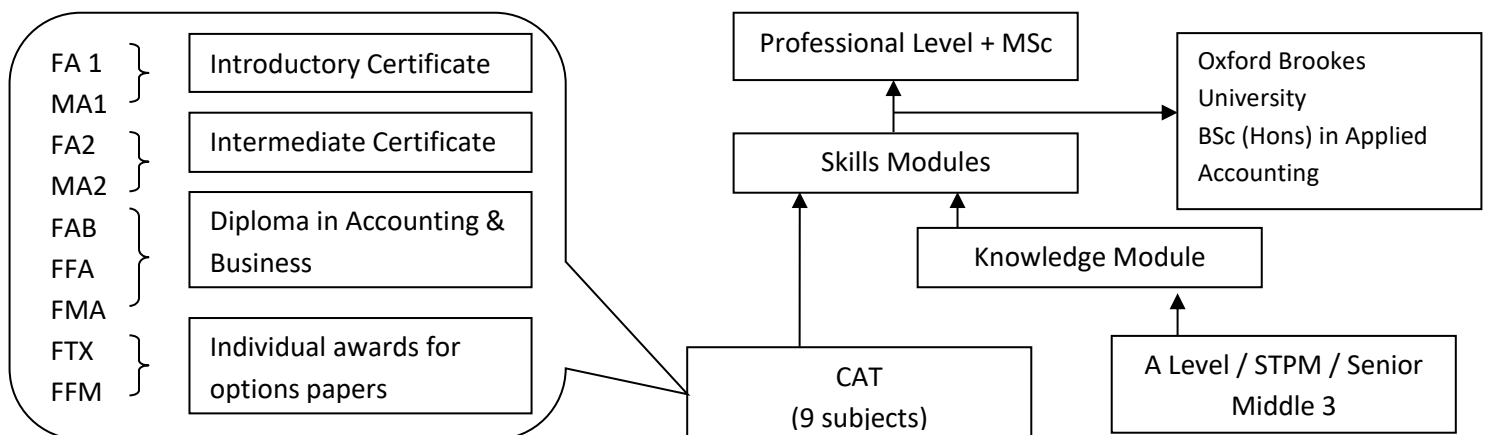 FA 1
MA1
Introductory Certificate
FA2
MA2
Intermediate Certificate
FAB
FFA
FMA
Diploma in Accounting &
Business
FTX
FFM
Individual awards for
options papers
Professional Level + MSc
Oxford Brookes
University
BSc (Hons) in Applied
Accounting
Skills Modules
Knowledge Module
CAT
(9 subjects)
A Level / STPM / Senior
Middle 3